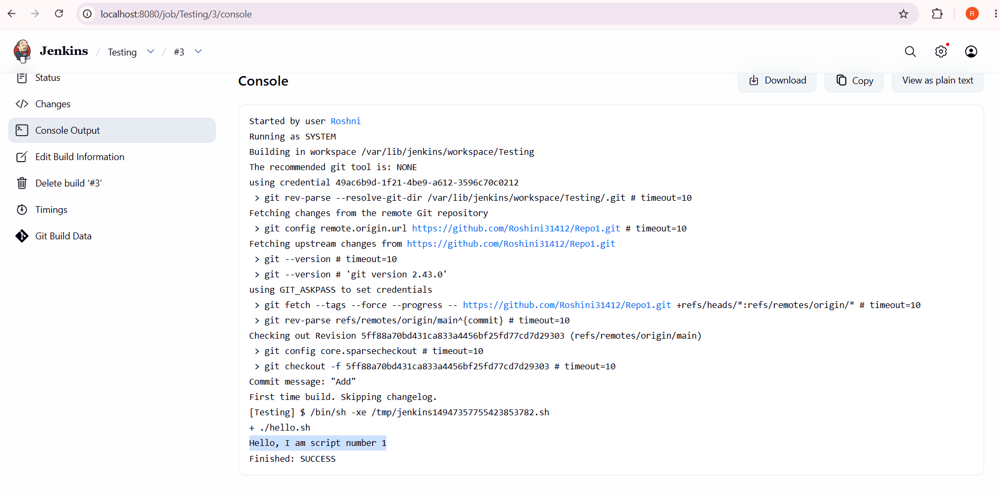 localhost:8080/job/Testing/3/console
R
Jenkins / Testing / #3
Status
Changes
Console Output
Edit Build Information
Delete build ‘#3’
Timings
Git Build Data
Console
Download
Copy
View as plain text
Started by user Roshni
Running as SYSTEM
Building in workspace /var/lib/jenkins/workspace/Testing
The recommended git tool is: NONE
using credential 49ac6b9d-1f21-4be9-a612-3596c70c0212
 > git rev-parse --resolve-git-dir /var/lib/jenkins/workspace/Testing/.git # timeout=10
Fetching changes from the remote Git repository
 > git config remote.origin.url https://github.com/Roshini31412/Repo1.git # timeout=10
Fetching upstream changes from https://github.com/Roshini31412/Repo1.git
 > git --version # timeout=10
 > git --version # 'git version 2.43.0'
using GIT_ASKPASS to set credentials
 > git fetch --tags --force --progress -- https://github.com/Roshini31412/Repo1.git +refs/heads/*:refs/remotes/origin/* # timeout=10
 > git rev-parse refs/remotes/origin/main^{commit} # timeout=10
Checking out Revision 5ff88a70bd431ca833a4456bf25fd77cd7d29303 (refs/remotes/origin/main)
 > git config core.sparsecheckout # timeout=10
 > git checkout -f 5ff88a70bd431ca833a4456bf25fd77cd7d29303 # timeout=10
Commit message: "Add"
First time build. Skipping changelog.
[Testing] $ /bin/sh -xe /tmp/jenkins14947357755423853782.sh
+ ./hello.sh
Hello, I am script number 1
Finished: SUCCESS